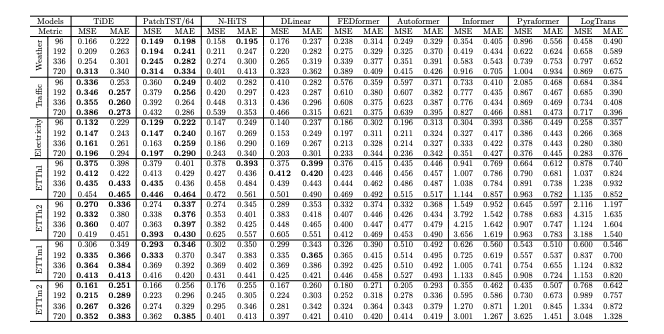 Models TiDE PatchTST/64 N-HiTS DLinear FEDformer Autoformer Informer Pyraformer LogTrans
Metric MSE MAE MSE MAE MSE MAE MSE MAE MSE MAE MSE MAE MSE MAE MSE MAE MSE MAE
Weather
96 0.166 0.222 0.149 0.198 0.158 0.195 0.176 0.237 0.238 0.314 0.249 0.329 0.354 0.405 0.896 0.556 0.458 0.490
192 0.209 0.263 0.194 0.241 0.211 0.247 0.220 0.282 0.275 0.329 0.325 0.370 0.419 0.434 0.622 0.624 0.658 0.589
336 0.254 0.301 0.245 0.282 0.274 0.300 0.265 0.319 0.339 0.377 0.351 0.391 0.583 0.543 0.739 0.753 0.797 0.652
720 0.313 0.340 0.314 0.334 0.401 0.413 0.323 0.362 0.389 0.409 0.415 0.426 0.916 0.705 1.004 0.934 0.869 0.675
Traffic
96 0.336 0.253 0.360 0.249 0.402 0.282 0.410 0.282 0.576 0.359 0.597 0.371 0.733 0.410 2.085 0.468 0.684 0.384
192 0.346 0.257 0.379 0.256 0.420 0.297 0.423 0.287 0.610 0.380 0.607 0.382 0.777 0.435 0.867 0.467 0.685 0.390
336 0.355 0.260 0.392 0.264 0.448 0.313 0.436 0.296 0.608 0.375 0.623 0.387 0.776 0.434 0.869 0.469 0.734 0.408
720 0.386 0.273 0.432 0.286 0.539 0.353 0.466 0.315 0.621 0.375 0.639 0.395 0.827 0.466 0.881 0.473 0.717 0.396
Electricity
96 0.132 0.229 0.129 0.222 0.147 0.249 0.140 0.237 0.186 0.302 0.196 0.313 0.304 0.393 0.386 0.449 0.258 0.357
192 0.147 0.243 0.147 0.240 0.167 0.269 0.153 0.249 0.197 0.311 0.211 0.324 0.327 0.417 0.386 0.443 0.266 0.368
336 0.161 0.261 0.163 0.259 0.186 0.290 0.169 0.267 0.213 0.328 0.214 0.327 0.333 0.422 0.378 0.443 0.280 0.380
720 0.196 0.294 0.197 0.290 0.243 0.340 0.203 0.301 0.233 0.344 0.236 0.342 0.351 0.427 0.376 0.445 0.283 0.376
ETTh1
96 0.375 0.398 0.379 0.401 0.378 0.393 0.375 0.399 0.376 0.415 0.435 0.446 0.941 0.769 0.664 0.612 0.878 0.740
192 0.412 0.422 0.413 0.429 0.427 0.436 0.412 0.420 0.423 0.446 0.456 0.457 1.007 0.786 0.790 0.681 1.037 0.824
336 0.435 0.433 0.435 0.436 0.458 0.484 0.439 0.443 0.444 0.462 0.486 0.487 1.038 0.784 0.891 0.738 1.238 0.932
720 0.454 0.465 0.446 0.464 0.472 0.561 0.501 0.490 0.469 0.492 0.515 0.517 1.144 0.857 0.963 0.782 1.135 0.852
ETTh2
96 0.270 0.336 0.274 0.337 0.274 0.345 0.289 0.353 0.332 0.374 0.332 0.368 1.549 0.952 0.645 0.597 2.116 1.197
192 0.332 0.380 0.338 0.376 0.353 0.401 0.383 0.418 0.407 0.446 0.426 0.434 3.792 1.542 0.788 0.683 4.315 1.635
336 0.360 0.407 0.363 0.397 0.382 0.425 0.448 0.465 0.400 0.447 0.477 0.479 4.215 1.642 0.907 0.747 1.124 1.604
720 0.419 0.451 0.393 0.430 0.625 0.557 0.605 0.551 0.412 0.469 0.453 0.490 3.656 1.619 0.963 0.783 3.188 1.540
ETTm1
96 0.306 0.349 0.293 0.346 0.302 0.350 0.299 0.343 0.326 0.390 0.510 0.492 0.626 0.560 0.543 0.510 0.600 0.546
192 0.335 0.366 0.333 0.370 0.347 0.383 0.335 0.365 0.365 0.415 0.514 0.495 0.725 0.619 0.557 0.537 0.837 0.700
336 0.364 0.384 0.369 0.392 0.369 0.402 0.369 0.386 0.392 0.425 0.510 0.492 1.005 0.741 0.754 0.655 1.124 0.832
720 0.413 0.413 0.416 0.420 0.431 0.441 0.425 0.421 0.446 0.458 0.527 0.493 1.133 0.845 0.908 0.724 1.153 0.820
ETTm2
96 0.161 0.251 0.166 0.256 0.176 0.255 0.167 0.260 0.180 0.271 0.205 0.293 0.355 0.462 0.435 0.507 0.768 0.642
192 0.215 0.289 0.223 0.296 0.245 0.305 0.224 0.303 0.252 0.318 0.278 0.336 0.595 0.586 0.730 0.673 0.989 0.757
336 0.267 0.326 0.274 0.329 0.295 0.346 0.281 0.342 0.324 0.364 0.343 0.379 1.270 0.871 1.201 0.845 1.334 0.872
720 0.352 0.383 0.362 0.385 0.401 0.413 0.397 0.421 0.410 0.420 0.414 0.419 3.001 1.267 3.625 1.451 3.048 1.328